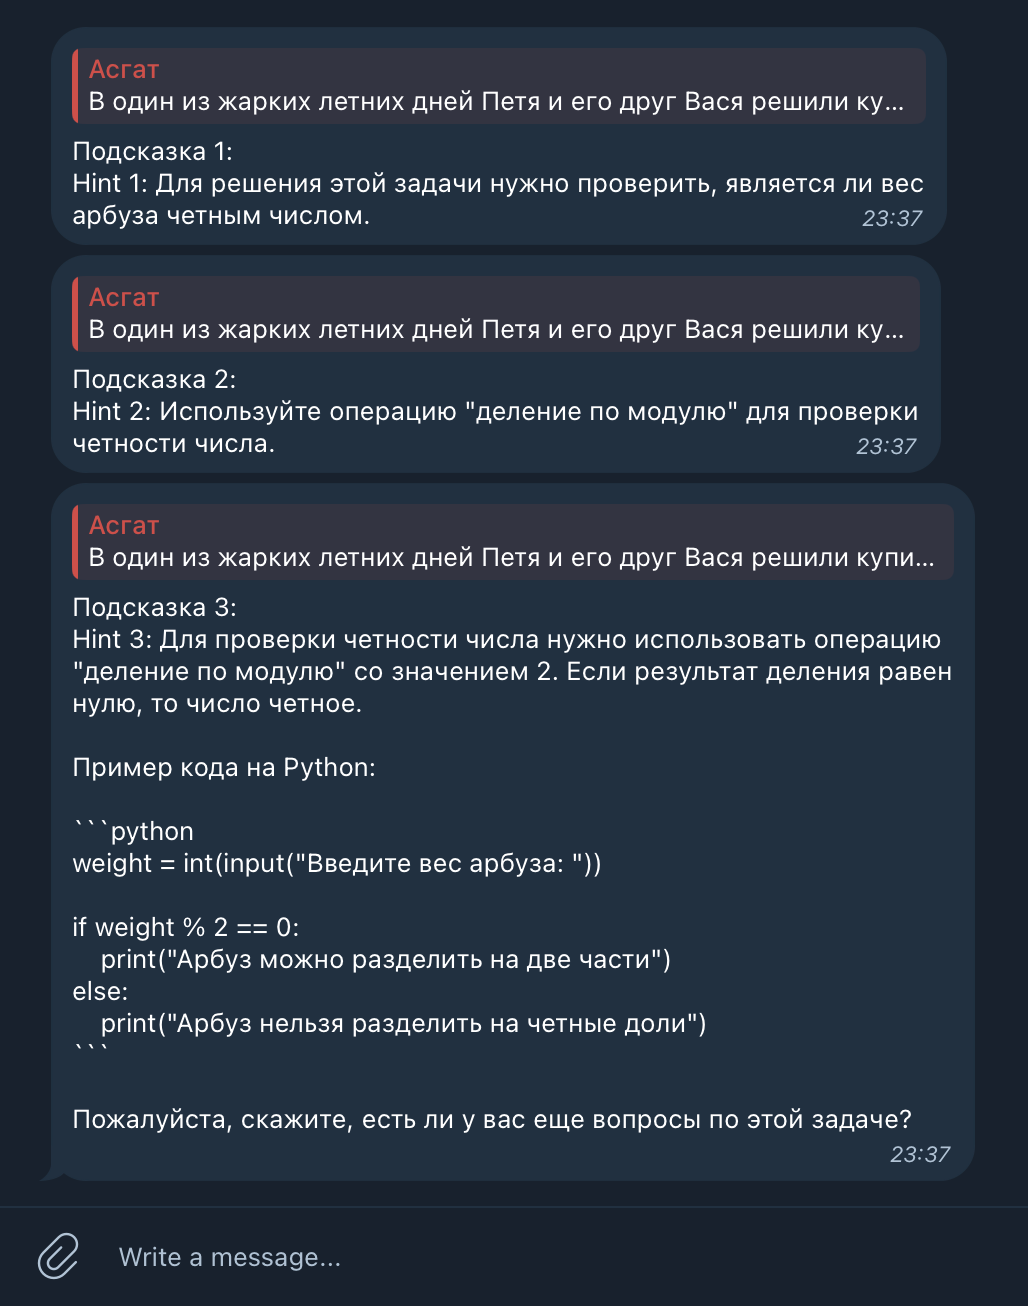 Асгат
В один из жарких летних дней Петя и его друг Вася решили ку...
Подсказка 1:
Hint 1: Для решения этой задачи нужно проверить, является ли вес
арбуза четным числом.
23:37
Асгат
В один из жарких летних дней Петя и его друг Вася решили ку...
Подсказка 2:
Hint 2: Используйте операцию "деление по модулю" для проверки
четности числа.
23:37
Асгат
В один из жарких летних дней Петя и его друг Вася решили купи...
Подсказка 3:
Hint 3: Для проверки четности числа нужно использовать операцию
"деление по модулю" со значением 2. Если результат деления равен
нулю, то число четное.
Пример кода на Python:
```python
weight = int(input("Введите вес арбуза: "))
if weight % 2 == 0:
    print("Арбуз можно разделить на две части")
else:
    print("Арбуз нельзя разделить на четные доли")
```
Пожалуйста, скажите, есть ли у вас еще вопросы по этой задаче?
23:37
Write a message...